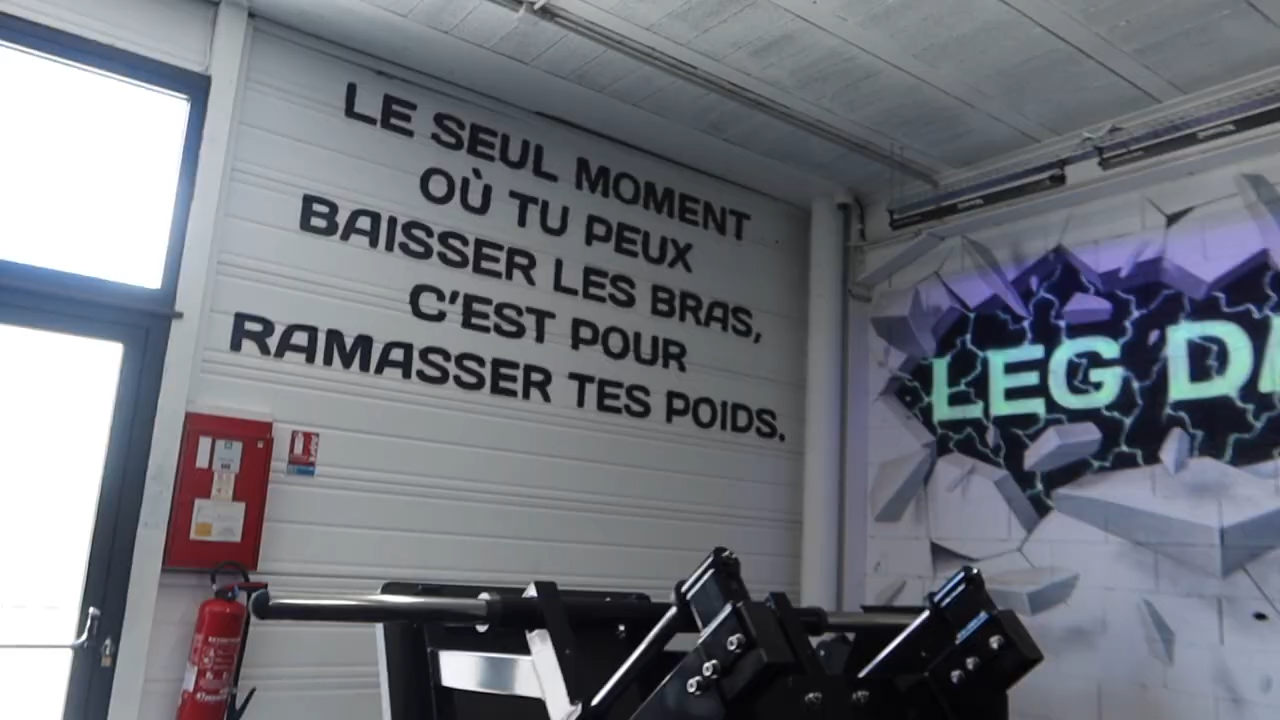 LE SEUL MOMENT
OÙ TU PEUX
BAISSER LES BRAS,
C'EST POUR
RAMASSER TES POIDS.
LEG